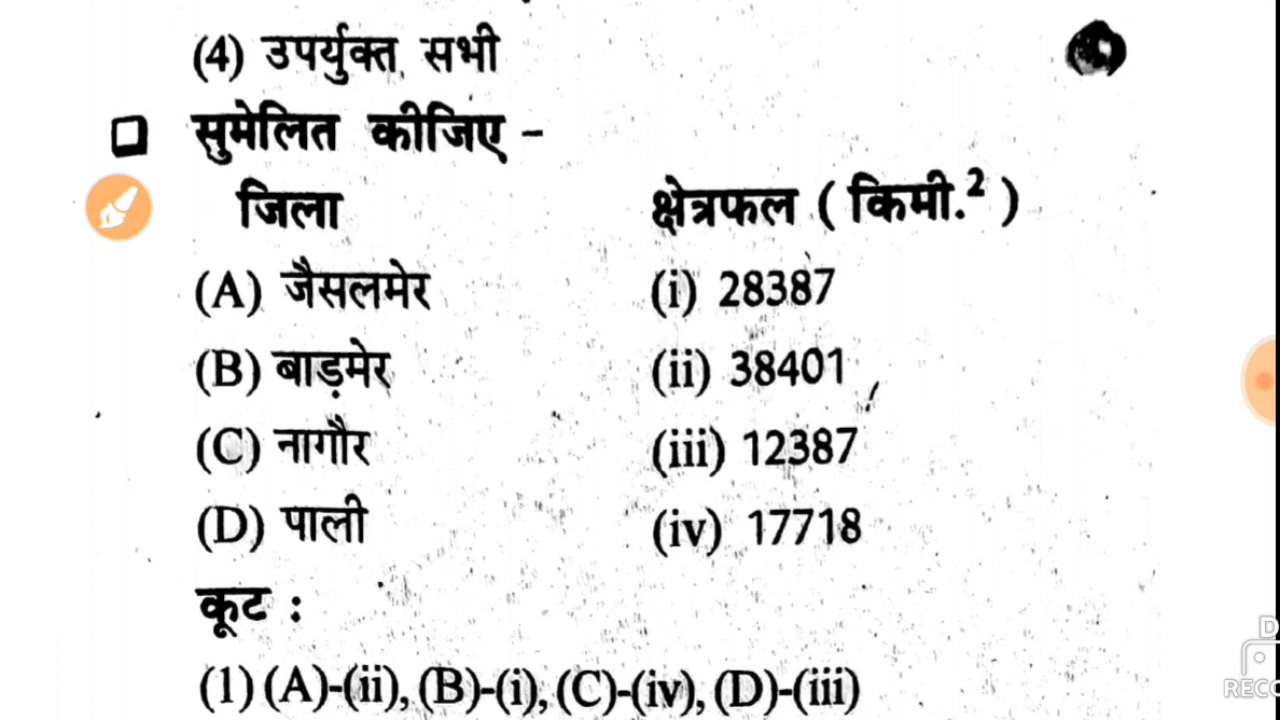 (4) उपर्युक्त सभी
सुमेलित कीजिए -
जिला क्षेत्रफल ( किमी.² )
(A) जैसलमेर (i) 28387
(B) बाड़मेर (ii) 38401
(C) नागौर (iii) 12387
(D) पाली (iv) 17718
कूट :
(1) (A)-(ii), (B)-(i), (C)-(iv), (D)-(iii)